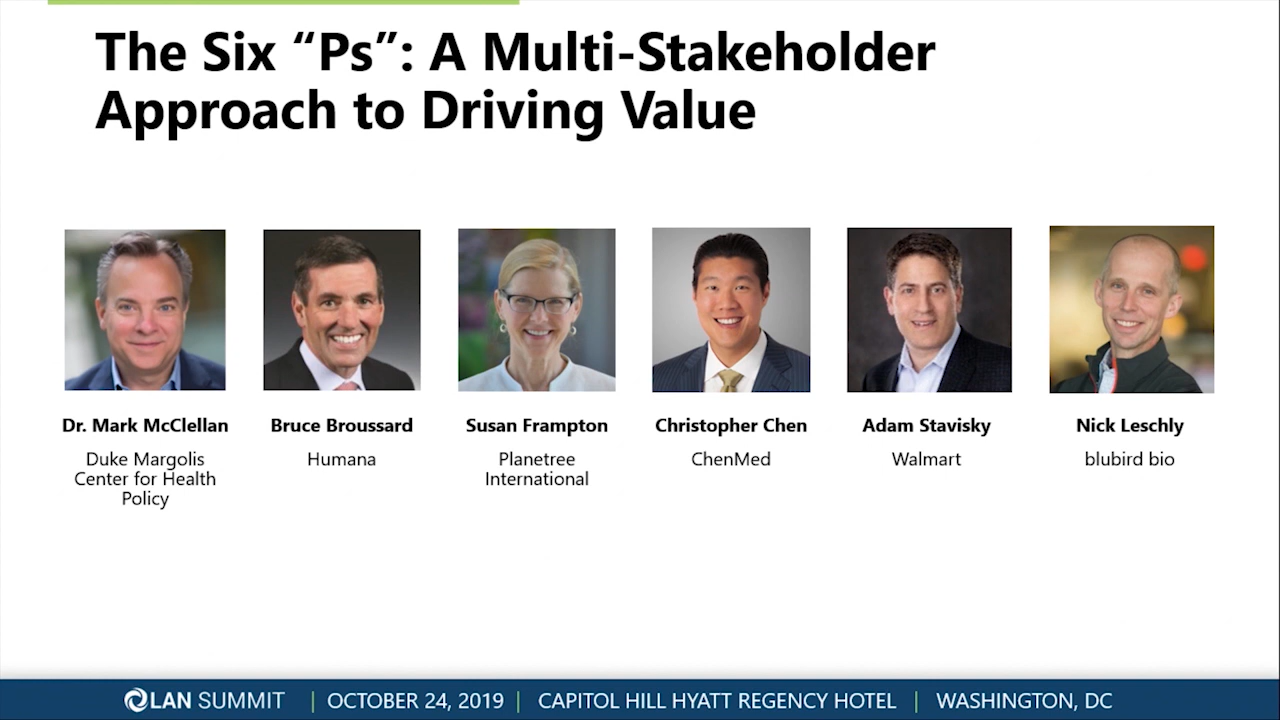 The Six “Ps”: A Multi-Stakeholder
Approach to Driving Value
Dr. Mark McClellan
Duke Margolis
Center for Health
Policy
Bruce Broussard
Humana
Susan Frampton
Planetree
International
Christopher Chen
ChenMed
Adam Stavisky
Walmart
Nick Leschly
blubird bio
LAN SUMMIT | OCTOBER 24, 2019 | CAPITOL HILL HYATT REGENCY HOTEL | WASHINGTON, DC